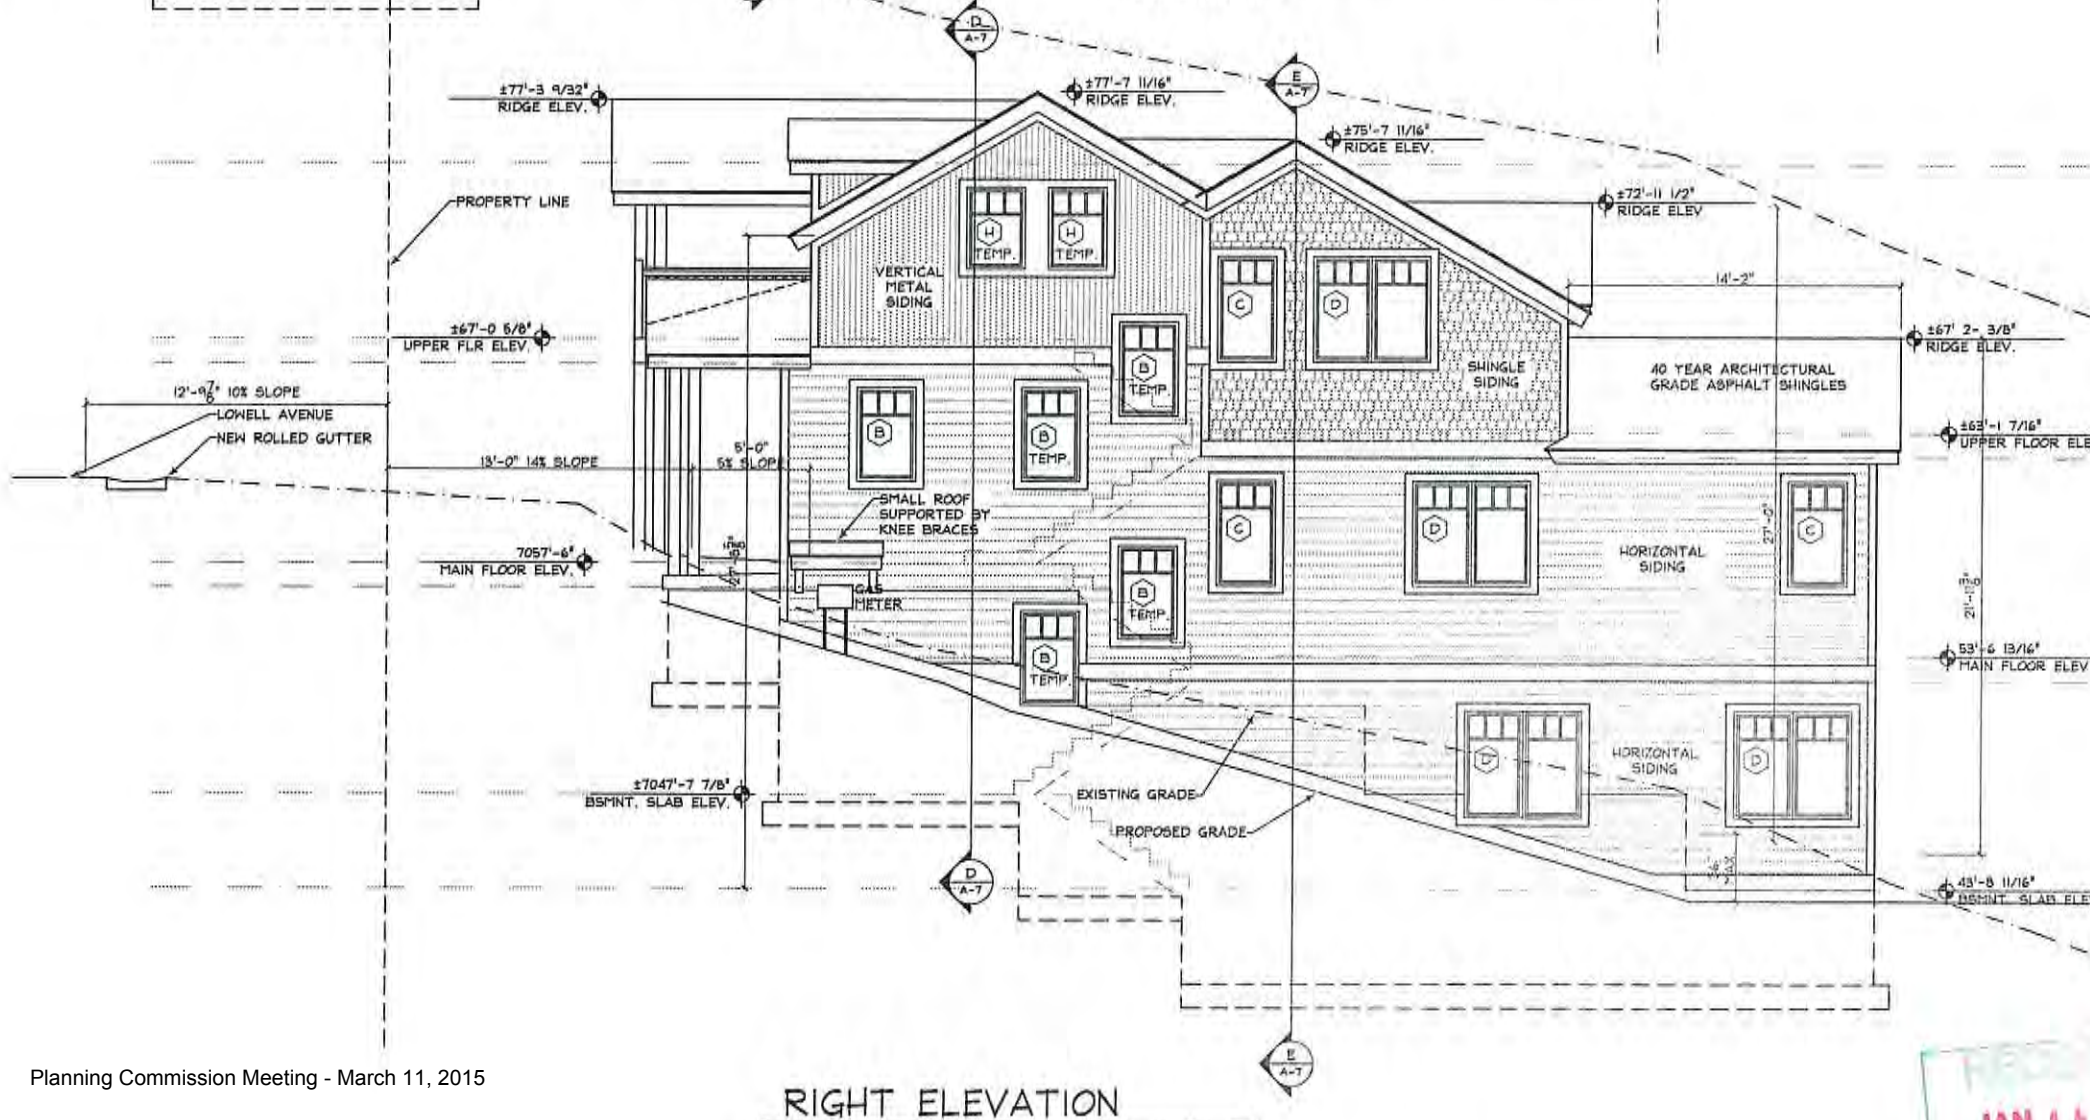 D
A-7
E
A-7
±77'-3 9/32"
RIDGE ELEV.
±77'-7 11/16"
RIDGE ELEV.
±75'-7 11/16"
RIDGE ELEV.
±72'-11 1/2"
RIDGE ELEV
PROPERTY LINE
H
TEMP.
H
TEMP.
VERTICAL
METAL
SIDING
C
D
14'-2"
±67'-0 5/8"
UPPER FLR ELEV.
±67' 2- 3/8"
RIDGE ELEV.
B
TEMP.
SHINGLE
SIDING
40 YEAR ARCHITECTURAL
GRADE ASPHALT SHINGLES
12'-9 7/8" 10% SLOPE
LOWELL AVENUE
NEW ROLLED GUTTER
B
B
TEMP.
±63'-1 7/16"
UPPER FLOOR ELE
13'-0" 14% SLOPE
5'-0"
5% SLOPE
SMALL ROOF
SUPPORTED BY
KNEE BRACES
C
D
C
27'-0"
HORIZONTAL
SIDING
7057'-6"
MAIN FLOOR ELEV.
GAS
METER
B
TEMP.
B
TEMP.
53'-6 13/16"
MAIN FLOOR ELEV
EXISTING GRADE
PROPOSED GRADE
D
HORIZONTAL
SIDING
D
±7047'-7 7/8"
BSMNT. SLAB ELEV.
D
A-7
43'-8 11/16"
BSMNT. SLAB ELE
E
A-7
Planning Commission Meeting - March 11, 2015
RIGHT ELEVATION